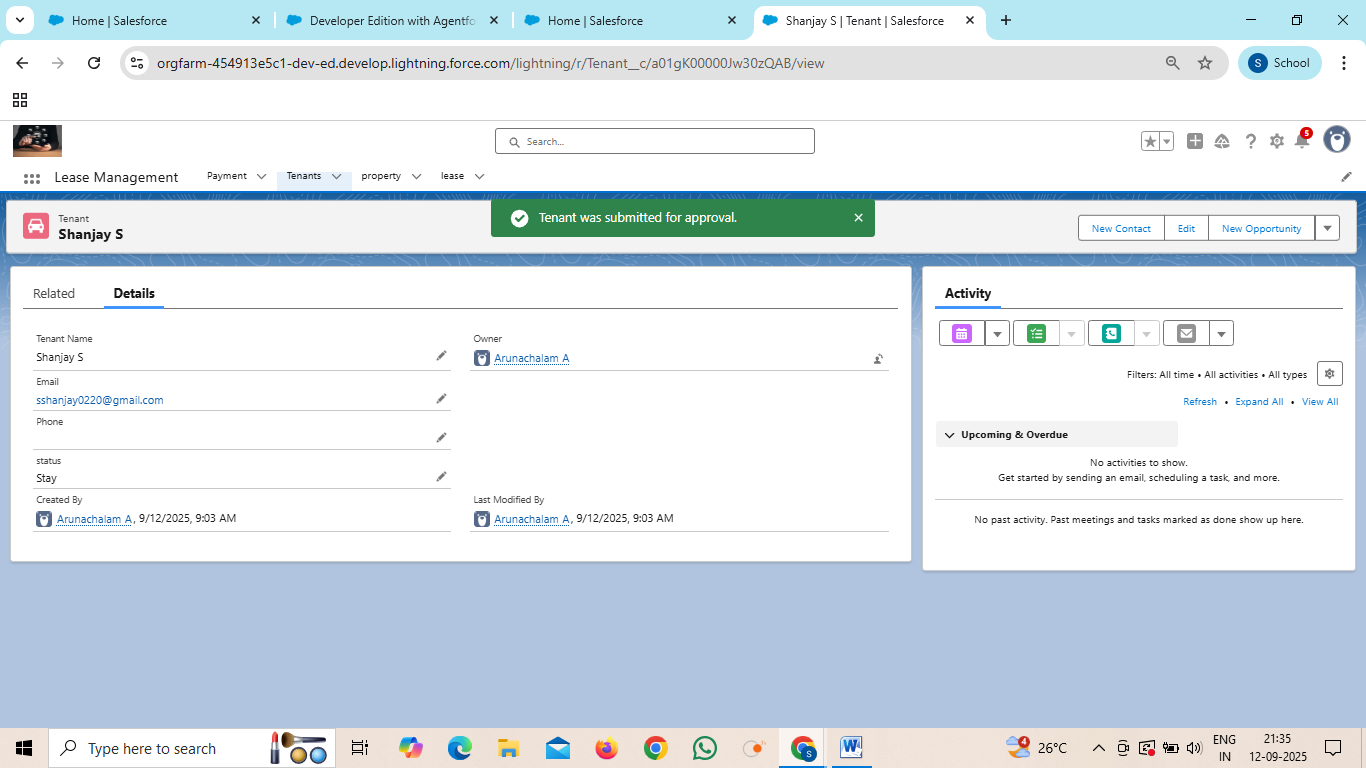 Home | Salesforce
Developer Edition with Agentfo
Home | Salesforce
Shanjay S | Tenant | Salesforce
orgfarm-454913e5c1-dev-ed.develop.lightning.force.com/lightning/r/Tenant__c/a01gK00000Jw30zQAB/view
S School
Search...
5
Lease Management
Payment
Tenants
property
lease
Tenant
Shanjay S
Tenant was submitted for approval.
New Contact
Edit
New Opportunity
Related
Details
Tenant Name
Shanjay S
Owner
Arunachalam A
Email
sshanjay0220@gmail.com
Phone
status
Stay
Created By
Arunachalam A, 9/12/2025, 9:03 AM
Last Modified By
Arunachalam A, 9/12/2025, 9:03 AM
Activity
Filters: All time • All activities • All types
Refresh • Expand All • View All
Upcoming & Overdue
No activities to show.
Get started by sending an email, scheduling a task, and more.
No past activity. Past meetings and tasks marked as done show up here.
Type here to search
S
W
4
26°C
ENG
IN
21:35
12-09-2025